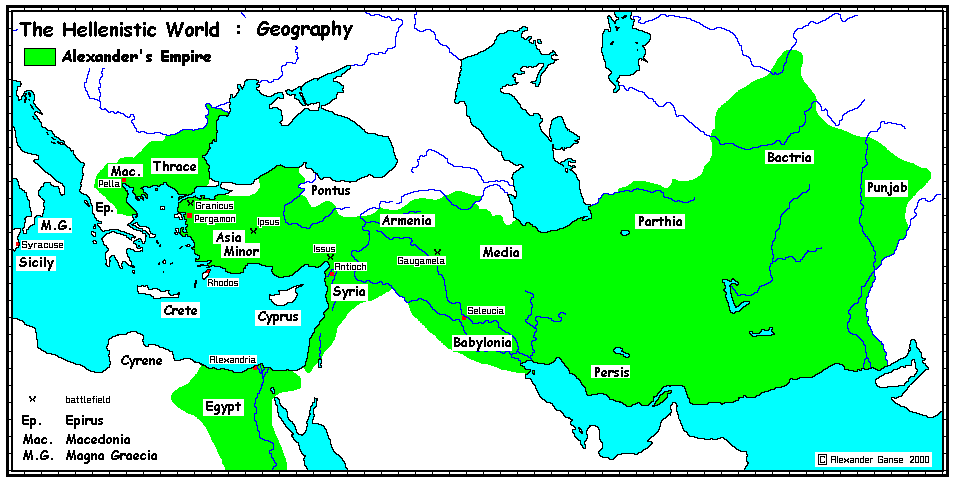 The Hellenistic World : Geography
Alexander's Empire
Thrace
Mac.
Pella
Ep.
M.G.
Syracuse
Sicily
Granicus
Pergamon
Ipsus
Asia
Minor
Pontus
Armenia
Issus
Antioch
Gaugamela
Media
Parthia
Bactria
Punjab
Rhodos
Crete
Cyprus
Syria
Seleucia
Babylonia
Persis
Cyrene
Alexandria
Egypt
battlefield
Ep. Epirus
Mac. Macedonia
M.G. Magna Graecia
© Alexander Ganse 2000